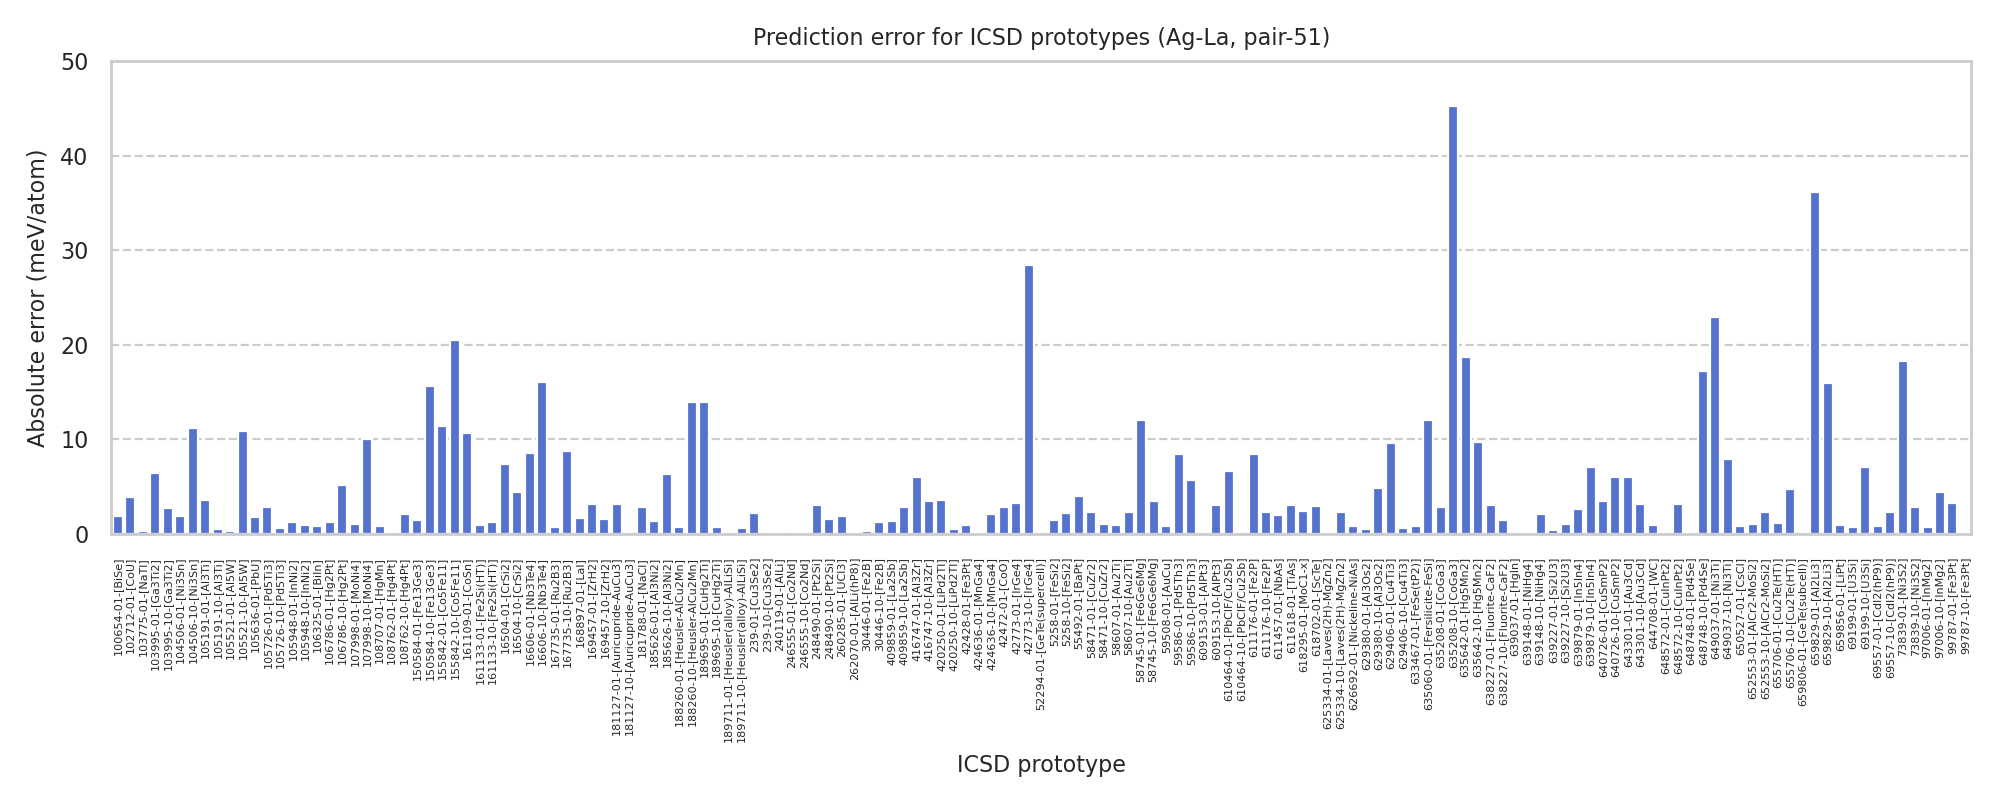 Prediction error for ICSD prototypes (Ag-La, pair-51)
Absolute error (meV/atom)
50
40
30
20
10
0
100654-01-[BiSe]
102712-01-[CoU]
103775-01-[NaTl]
103995-01-[Ga3Ti2]
103995-10-[Ga3Ti2]
104506-01-[Ni3Sn]
104506-10-[Ni3Sn]
105191-01-[Al3Ti]
105191-10-[Al3Ti]
105521-01-[Al5W]
105521-10-[Al5W]
105636-01-[PbU]
105726-01-[Pd5Ti3]
105726-10-[Pd5Ti3]
105948-01-[InNi2]
105948-10-[InNi2]
106325-01-[BiIn]
106786-01-[Hg2Pt]
106786-10-[Hg2Pt]
107998-01-[MoNi4]
107998-10-[MoNi4]
108707-01-[HgMn]
108762-01-[Hg4Pt]
108762-10-[Hg4Pt]
150584-01-[Fe13Ge3]
150584-10-[Fe13Ge3]
155842-01-[Co5Fe11]
155842-10-[Co5Fe11]
161109-01-[CoSn]
161133-01-[Fe2Si(HT)]
161133-10-[Fe2Si(HT)]
16504-01-[CrSi2]
16504-10-[CrSi2]
16606-01-[Nb3Te4]
16606-10-[Nb3Te4]
167735-01-[Ru2B3]
167735-10-[Ru2B3]
168897-01-[LaI]
169457-01-[ZrH2]
169457-10-[ZrH2]
181127-01-[Auricupride-AuCu3]
181127-10-[Auricupride-AuCu3]
181788-01-[NaCl]
185626-01-[Al3Ni2]
185626-10-[Al3Ni2]
188260-01-[Heusler-AlCu2Mn]
188260-10-[Heusler-AlCu2Mn]
189695-01-[CuHg2Ti]
189695-10-[CuHg2Ti]
189711-01-[Heusler(alloy)-AlLiSi]
189711-10-[Heusler(alloy)-AlLiSi]
239-01-[Cu3Se2]
239-10-[Cu3Se2]
240119-01-[AlLi]
246555-01-[Co2Nd]
246555-10-[Co2Nd]
248490-01-[Pt2Si]
248490-10-[Pt2Si]
260285-01-[UCl3]
262070-01-[AlLi(hP8)]
30446-01-[Fe2B]
30446-10-[Fe2B]
409859-01-[La2Sb]
409859-10-[La2Sb]
416747-01-[Al3Zr]
416747-10-[Al3Zr]
420250-01-[LiPd2Tl]
420250-10-[LiPd2Tl]
42428-01-[FePt]
424636-01-[MnGa4]
424636-10-[MnGa4]
42472-01-[CoO]
42773-01-[IrGe4]
42773-10-[IrGe4]
52294-01-[GeTe(supercell)]
5258-01-[FeSi2]
5258-10-[FeSi2]
55492-01-[BaPt]
58471-01-[CuZr2]
58471-10-[CuZr2]
58607-01-[Au2Ti]
58607-10-[Au2Ti]
58745-01-[Fe6Ge6Mg]
58745-10-[Fe6Ge6Mg]
59508-01-[AuCu]
59586-01-[Pd5Th3]
59586-10-[Pd5Th3]
609153-01-[AlPt3]
609153-10-[AlPt3]
610464-01-[PbClF/Cu2Sb]
610464-10-[PbClF/Cu2Sb]
611176-01-[Fe2P]
611176-10-[Fe2P]
611457-01-[NbAs]
611618-01-[TiAs]
618295-01-[MoC1-x]
618702-01-[ScTe]
625334-01-[Laves(2H)-MgZn2]
625334-10-[Laves(2H)-MgZn2]
626692-01-[Nickeline-NiAs]
629380-01-[Al3Os2]
629380-10-[Al3Os2]
629406-01-[Cu4Ti3]
629406-10-[Cu4Ti3]
633467-01-[FeSe(tP2)]
635060-01-[Fersilicite-FeSi]
635208-01-[CoGa3]
635208-10-[CoGa3]
635642-01-[Hg5Mn2]
635642-10-[Hg5Mn2]
638227-01-[Fluorite-CaF2]
638227-10-[Fluorite-CaF2]
639037-01-[HgIn]
639148-01-[NiHg4]
639148-10-[NiHg4]
639227-01-[Si2U3]
639227-10-[Si2U3]
639879-01-[In5In4]
639879-10-[In5In4]
640726-01-[CuSmP2]
640726-10-[CuSmP2]
643301-01-[Au3Cd]
643301-10-[Au3Cd]
644708-01-[WC]
648572-01-[CuInPt2]
648572-10-[CuInPt2]
648748-01-[Pd4Se]
648748-10-[Pd4Se]
649037-01-[Ni3Ti]
649037-10-[Ni3Ti]
650527-01-[CsCl]
652553-01-[AlCr2-MoSi2]
652553-10-[AlCr2-MoSi2]
655706-01-[Cu2Te(HT)]
655706-10-[Cu2Te(HT)]
659806-01-[GeTe(subcell)]
659829-01-[Al2Li3]
659829-10-[Al2Li3]
659856-01-[LiPt]
69199-01-[U3Si]
69199-10-[U3Si]
69557-01-[CdI2(hP9)]
69557-10-[CdI2(hP9)]
73839-01-[Ni3S2]
73839-10-[Ni3S2]
97006-01-[InMg2]
97006-10-[InMg2]
99787-01-[Fe3Pt]
99787-10-[Fe3Pt]
ICSD prototype